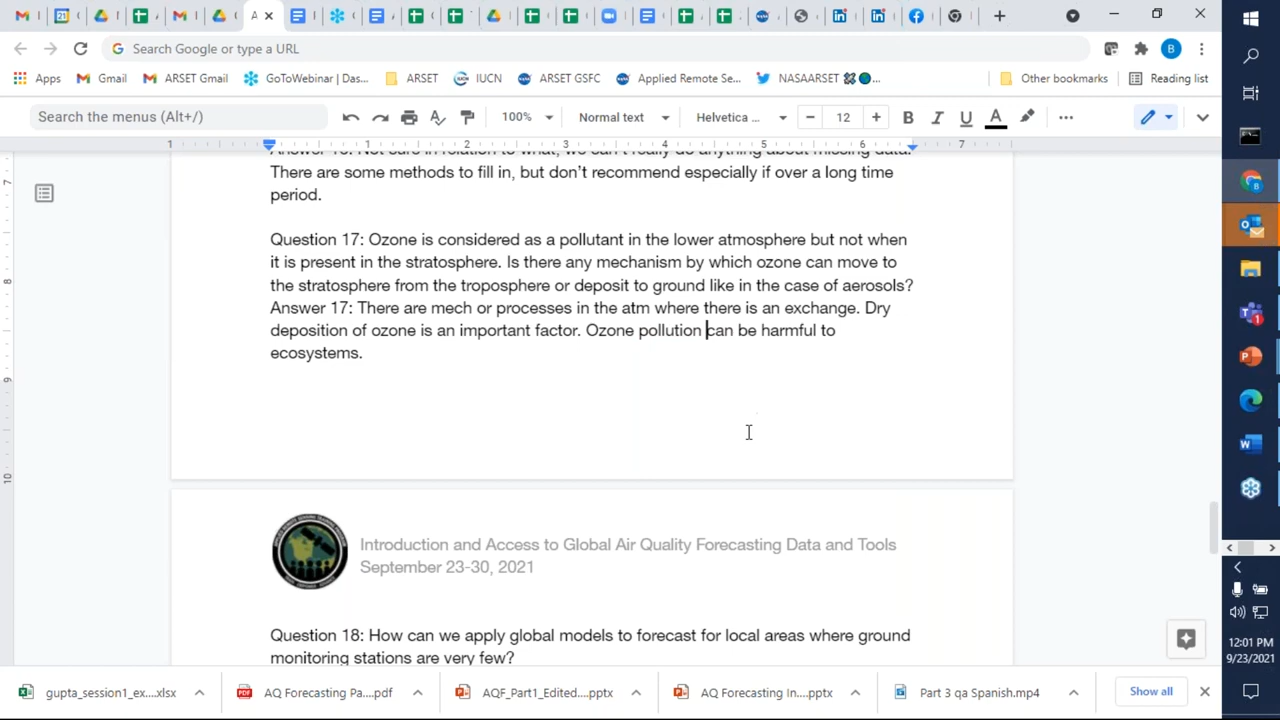 Search Google or type a URL
Apps
Gmail
ARSET Gmail
GoToWebinar | Das...
ARSET
IUCN
ARSET GSFC
Applied Remote Se...
NASAARSET
Other bookmarks
Reading list
Search the menus (Alt+/)
100%
Normal text
Helvetica ...
12
1 1 2 3 4 5 6 7
There are some methods to fill in, but don't recommend especially if over a long time
period.
Question 17: Ozone is considered as a pollutant in the lower atmosphere but not when
it is present in the stratosphere. Is there any mechanism by which ozone can move to
the stratosphere from the troposphere or deposit to ground like in the case of aerosols?
Answer 17: There are mech or processes in the atm where there is an exchange. Dry
deposition of ozone is an important factor. Ozone pollution can be harmful to
ecosystems.
Introduction and Access to Global Air Quality Forecasting Data and Tools
September 23-30, 2021
Question 18: How can we apply global models to forecast for local areas where ground
monitoring stations are very few?
gupta_session1_ex....xlsx
AQ Forecasting Pa....pdf
AQF_Part1_Edited....pptx
AQ Forecasting In....pptx
Part 3 qa Spanish.mp4
Show all
12:01 PM
9/23/2021